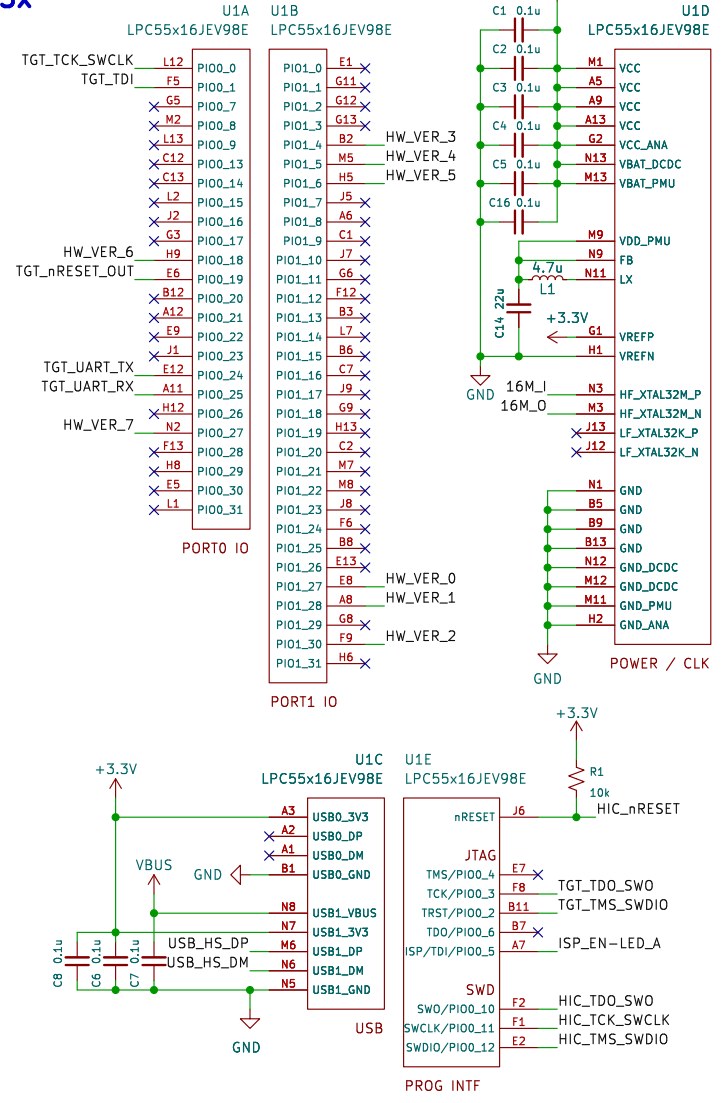 5x
U1A
LPC55x16JEV98E
TGT_TCK_SWCLK L12 PIO0_0
TGT_TDI F5 PIO0_1
G5 PIO0_7
M2 PIO0_8
L13 PIO0_9
C12 PIO0_13
C13 PIO0_14
L2 PIO0_15
J2 PIO0_16
G3 PIO0_17
HW_VER_6 H9 PIO0_18
TGT_nRESET_OUT E6 PIO0_19
B12 PIO0_20
A12 PIO0_21
E9 PIO0_22
J1 PIO0_23
TGT_UART_TX E12 PIO0_24
TGT_UART_RX A11 PIO0_25
H12 PIO0_26
HW_VER_7 N2 PIO0_27
F13 PIO0_28
H8 PIO0_29
E5 PIO0_30
L1 PIO0_31
PORT0 IO
U1B
LPC55x16JEV98E
PIO1_0 E1
PIO1_1 G11
PIO1_2 G12
PIO1_3 G13
PIO1_4 B2 HW_VER_3
PIO1_5 M5 HW_VER_4
PIO1_6 H5 HW_VER_5
PIO1_7 J5
PIO1_8 A6
PIO1_9 C1
PIO1_10 J7
PIO1_11 G6
PIO1_12 F12
PIO1_13 B3
PIO1_14 L7
PIO1_15 B6
PIO1_16 C7
PIO1_17 J9
PIO1_18 G9
PIO1_19 H13
PIO1_20 C2
PIO1_21 M7
PIO1_22 M8
PIO1_23 J8
PIO1_24 F6
PIO1_25 B8
PIO1_26 E13
PIO1_27 E8 HW_VER_0
PIO1_28 A8 HW_VER_1
PIO1_29 G8
PIO1_30 F9 HW_VER_2
PIO1_31 H6
PORT1 IO
U1D
LPC55x16JEV98E
C1 0.1u
C2 0.1u
C3 0.1u
C4 0.1u
C5 0.1u
C16 0.1u
M1 VCC
A5 VCC
A9 VCC
A13 VCC
G2 VCC_ANA
N13 VBAT_DCDC
M13 VBAT_PMU
M9 VDD_PMU
N9 FB
4.7u
L1
N11 LX
C14 22u
+3.3V
G1 VREFP
H1 VREFN
GND
16M_I N3 HF_XTAL32M_P
16M_O M3 HF_XTAL32M_N
J13 LF_XTAL32K_P
J12 LF_XTAL32K_N
N1 GND
B5 GND
B9 GND
B13 GND
N12 GND_DCDC
M12 GND_DCDC
M11 GND_PMU
H2 GND_ANA
GND
POWER / CLK
U1C
LPC55x16JEV98E
+3.3V
A3 USB0_3V3
A2 USB0_DP
A1 USB0_DM
GND B1 USB0_GND
VBUS
N8 USB1_VBUS
N7 USB1_3V3
USB_HS_DP M6 USB1_DP
USB_HS_DM N6 USB1_DM
N5 USB1_GND
C8 0.1u
C6 0.1u
C7 0.1u
GND
USB
U1E
LPC55x16JEV98E
+3.3V
R1
10k
nRESET J6 HIC_nRESET
JTAG
TMS/PIO0_4 E7
TCK/PIO0_3 F8 TGT_TDO_SWO
TRST/PIO0_2 B11 TGT_TMS_SWDIO
TDO/PIO0_6 B7
ISP/TDI/PIO0_5 A7 ISP_EN-LED_A
SWD
SWO/PIO0_10 F2 HIC_TDO_SWO
SWCLK/PIO0_11 F1 HIC_TCK_SWCLK
SWDIO/PIO0_12 E2 HIC_TMS_SWDIO
PROG INTF